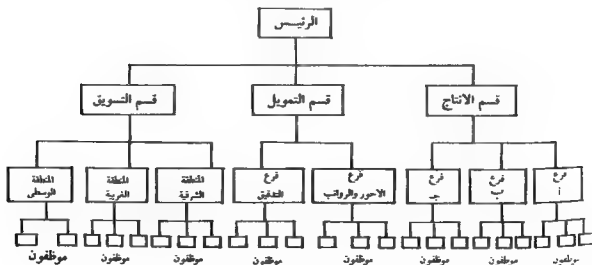 الرئيس
قسم الانتاج
قسم التمويل
قسم التسويق
فرع
أ
فرع
ب
فرع
جـ
فرع
الاجور والرواتب
فرع
التدقيق
المنطقة
الشرقية
المنطقة
الغربية
المنطقة
الوسطى
موظفون
موظفون
موظفون
موظفون
موظفون
موظفون
موظفون
موظفون